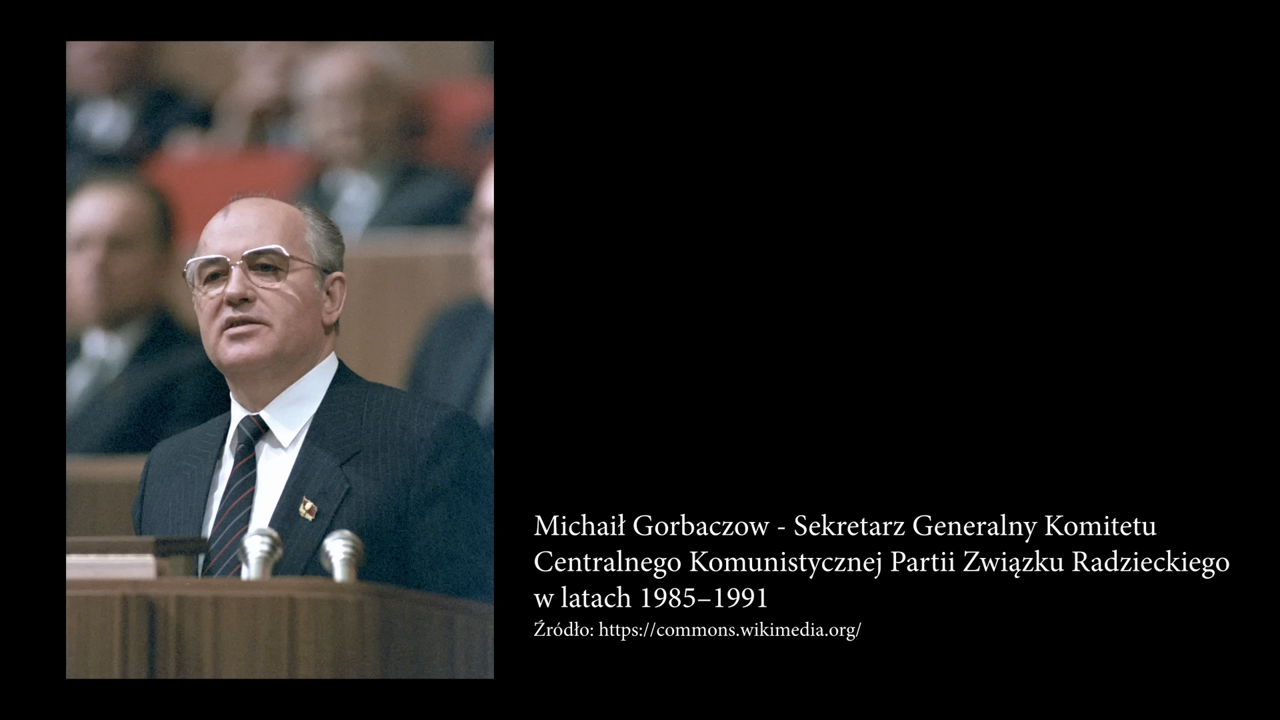 Michaił Gorbaczow - Sekretarz Generalny Komitetu
Centralnego Komunistycznej Partii Związku Radzieckiego
w latach 1985–1991
Źródło: https://commons.wikimedia.org/